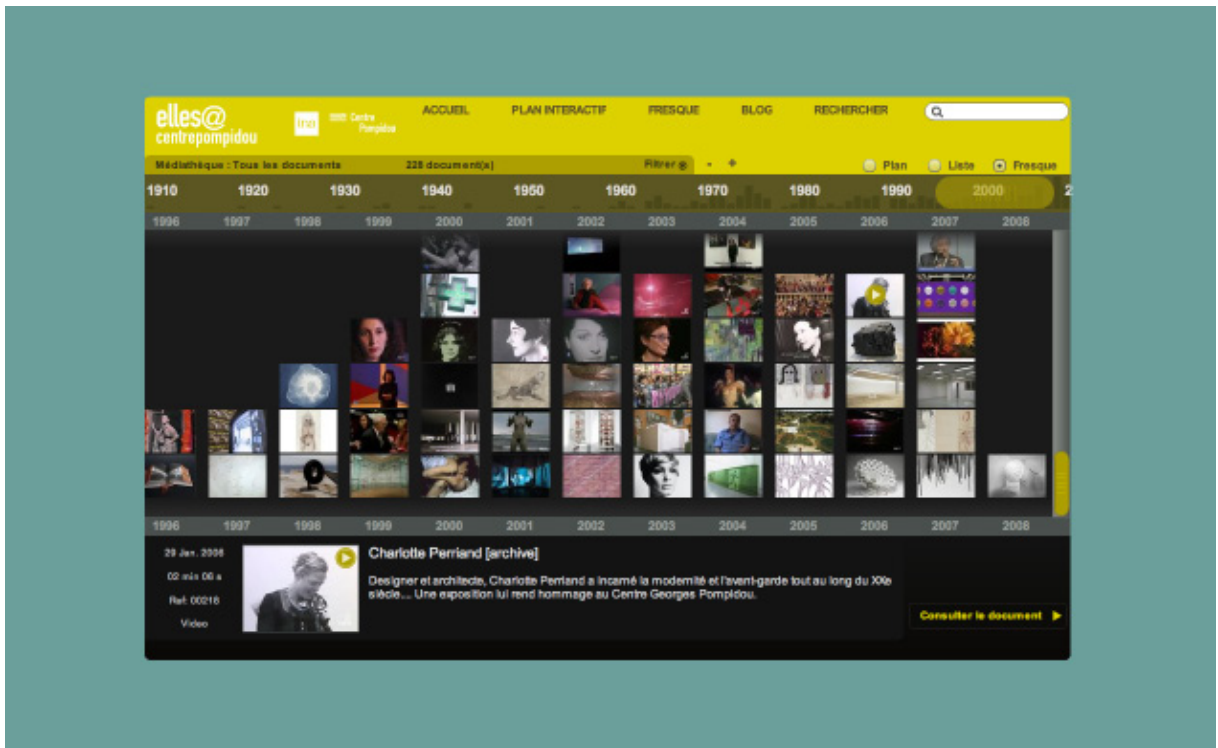 elles@
centrepompidou
ina
Centre
Pompidou
ACCUEIL PLAN INTERACTIF FRESQUE BLOG RECHERCHER
Médiathèque : Tous les documents 228 document(s) Filtrer - + Plan Liste Fresque
1910 1920 1930 1940 1950 1960 1970 1980 1990 2000 2
1996 1997 1998 1999 2000 2001 2002 2003 2004 2005 2006 2007 2008
1996 1997 1998 1999 2000 2001 2002 2003 2004 2005 2006 2007 2008
29 Jan. 2006
02 min 06 s
Ref: 00216
Video
Charlotte Perriand [archive]
Designer et architecte, Charlotte Perriand a incarné la modernité et l'avant-garde tout au long du XXe
siècle... Une exposition lui rend hommage au Centre Georges Pompidou.
Consulter le document